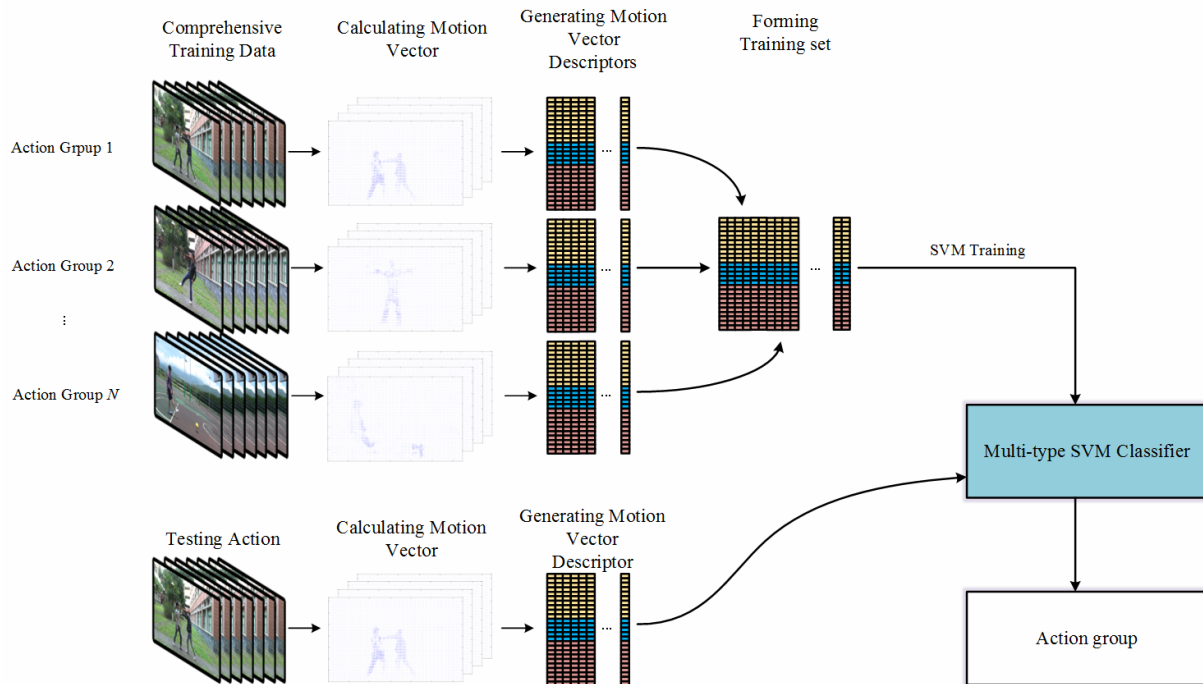 Comprehensive
Training Data
Calculating Motion
Vector
Generating Motion
Vector
Descriptors
Forming
Training set
Action Grpup 1
...
Action Group 2
...
...
SVM Training
...
Action Group N
...
Multi-type SVM Classifier
Testing Action
Calculating Motion
Vector
Generating Motion
Vector
Descriptor
...
Action group